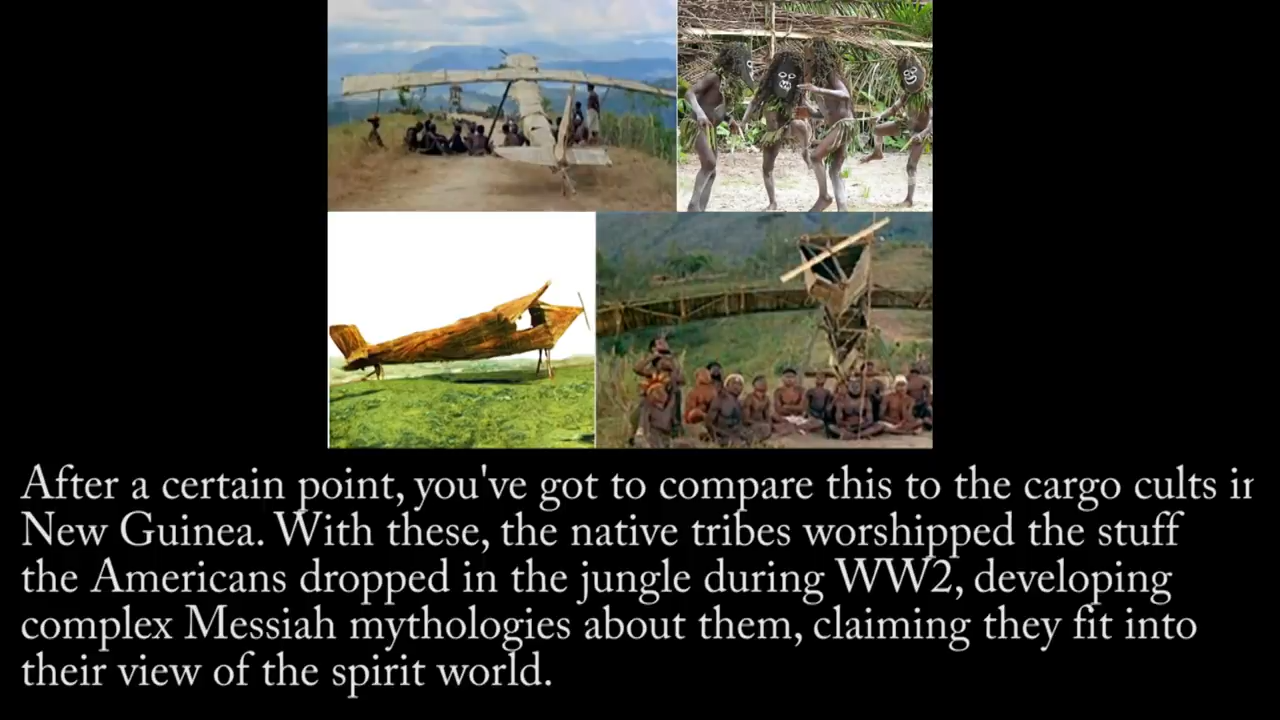 After a certain point, you've got to compare this to the cargo cults in
New Guinea. With these, the native tribes worshipped the stuff
the Americans dropped in the jungle during WW2, developing
complex Messiah mythologies about them, claiming they fit into
their view of the spirit world.